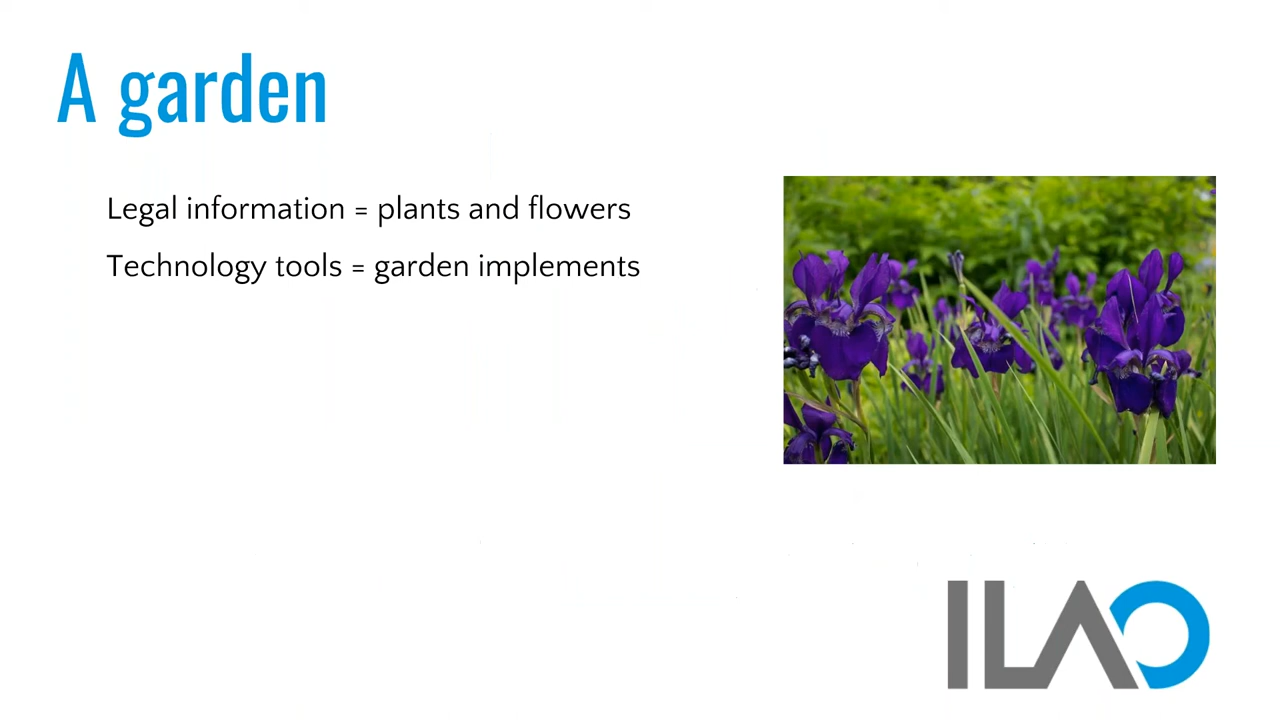 A garden
Legal information = plants and flowers
Technology tools = garden implements
ILAO